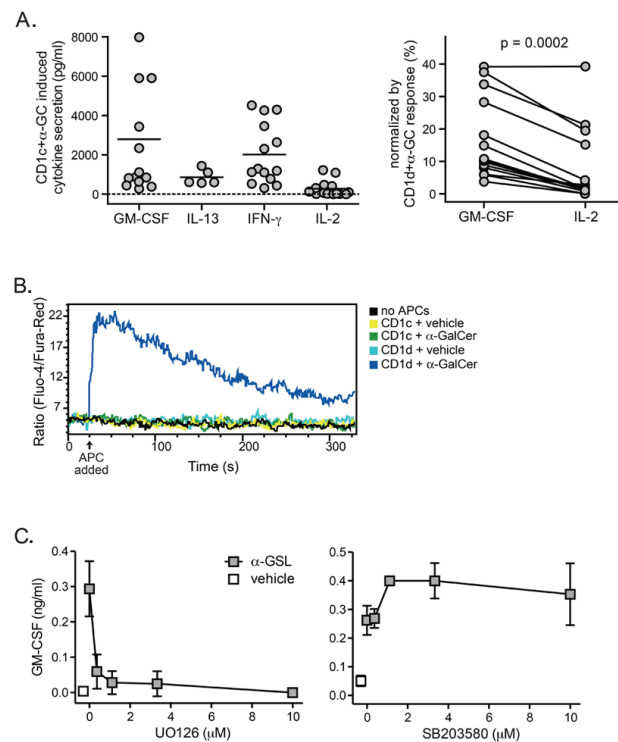 A.
CD1c+α-GC induced
cytokine secretion (pg/ml)
8000
6000
4000
2000
0
GM-CSF IL-13 IFN-γ IL-2
p = 0.0002
normalized by
CD1d+α-GC response (%)
40
30
20
10
0
GM-CSF IL-2
B.
Ratio (Fluo-4/Fura-Red)
22
17
12
7
0 100 200 300
APC
added
Time (s)
no APCs
CD1c + vehicle
CD1c + α-GalCer
CD1d + vehicle
CD1d + α-GalCer
C.
GM-CSF (ng/ml)
0.4
0.3
0.2
0.1
0.0
α-GSL
vehicle
0 2 4 6 8 10
UO126 (μM)
0.5
0.4
0.3
0.2
0.1
0.0
0 2 4 6 8 10
SB203580 (μM)